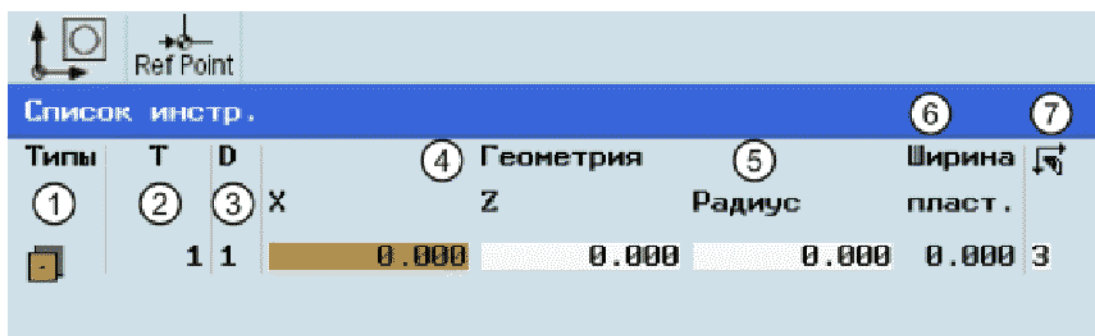 Ref Point
Список инстр. 6 7
Типы T D 4 Геометрия 5 Ширина
1 2 3 X Z Радиус пласт.
1 1 0.000 0.000 0.000 0.000 3